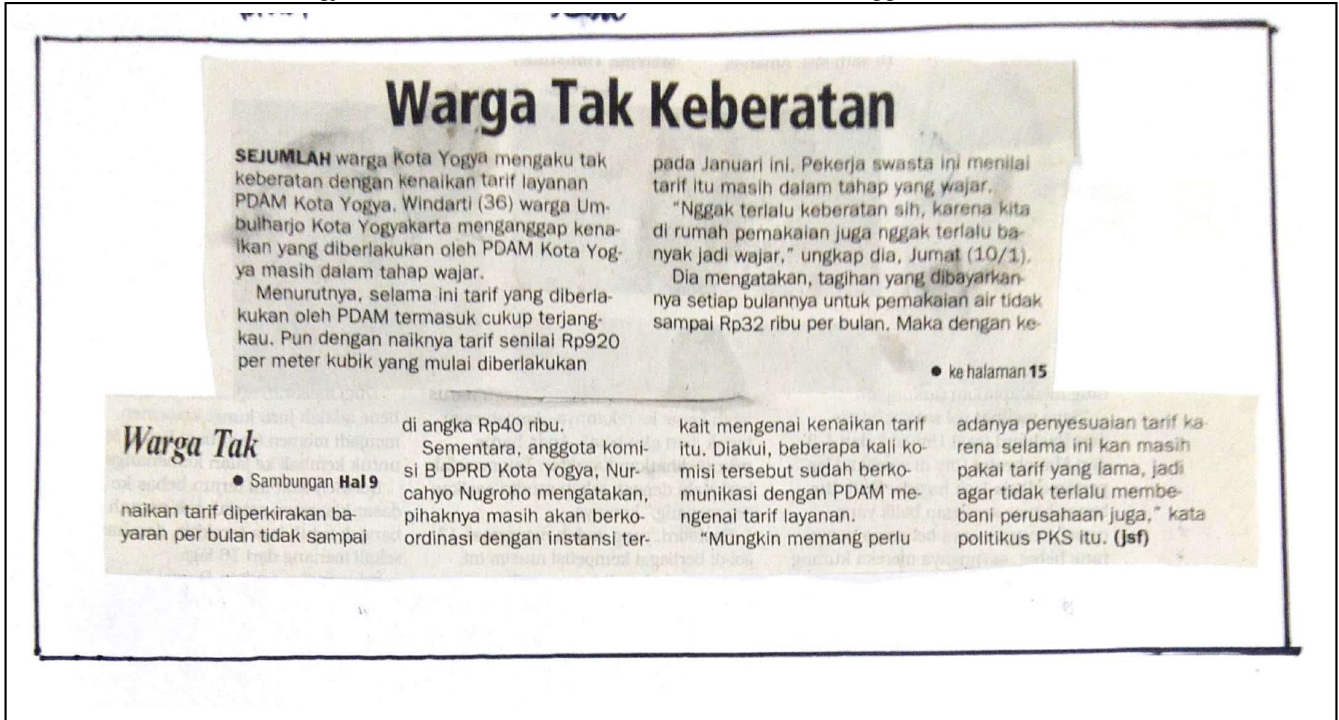 Warga Tak Keberatan
SEJUMLAH warga Kota Yogya mengaku tak
keberatan dengan kenaikan tarif layanan
PDAM Kota Yogya. Windarti (36) warga Um-
bulharjo Kota Yogyakarta menganggap kena-
ikan yang diberlakukan oleh PDAM Kota Yog-
ya masih dalam tahap wajar.
Menurutnya, selama ini tarif yang diberla-
kukan oleh PDAM termasuk cukup terjang-
kau. Pun dengan naiknya tarif senilai Rp920
per meter kubik yang mulai diberlakukan
pada Januari ini. Pekerja swasta ini menilai
tarif itu masih dalam tahap yang wajar.
"Nggak terlalu keberatan sih, karena kita
di rumah pemakaian juga nggak terlalu ba-
nyak jadi wajar," ungkap dia, Jumat (10/1).
Dia mengatakan, tagihan yang dibayarkan-
nya setiap bulannya untuk pemakaian air tidak
sampai Rp32 ribu per bulan. Maka dengan ke-
● ke halaman 15
Warga Tak
● Sambungan Hal 9
naikan tarif diperkirakan ba-
yaran per bulan tidak sampai
di angka Rp40 ribu.
Sementara, anggota komi-
si B DPRD Kota Yogya, Nur-
cahyo Nugroho mengatakan,
pihaknya masih akan berko-
ordinasi dengan instansi ter-
kait mengenai kenaikan tarif
itu. Diakui, beberapa kali ko-
misi tersebut sudah berko-
munikasi dengan PDAM me-
ngenai tarif layanan.
"Mungkin memang perlu
adanya penyesuaian tarif ka-
rena selama ini kan masih
pakai tarif yang lama, jadi
agar tidak terlalu membe-
bani perusahaan juga," kata
politikus PKS itu. (Jsf)